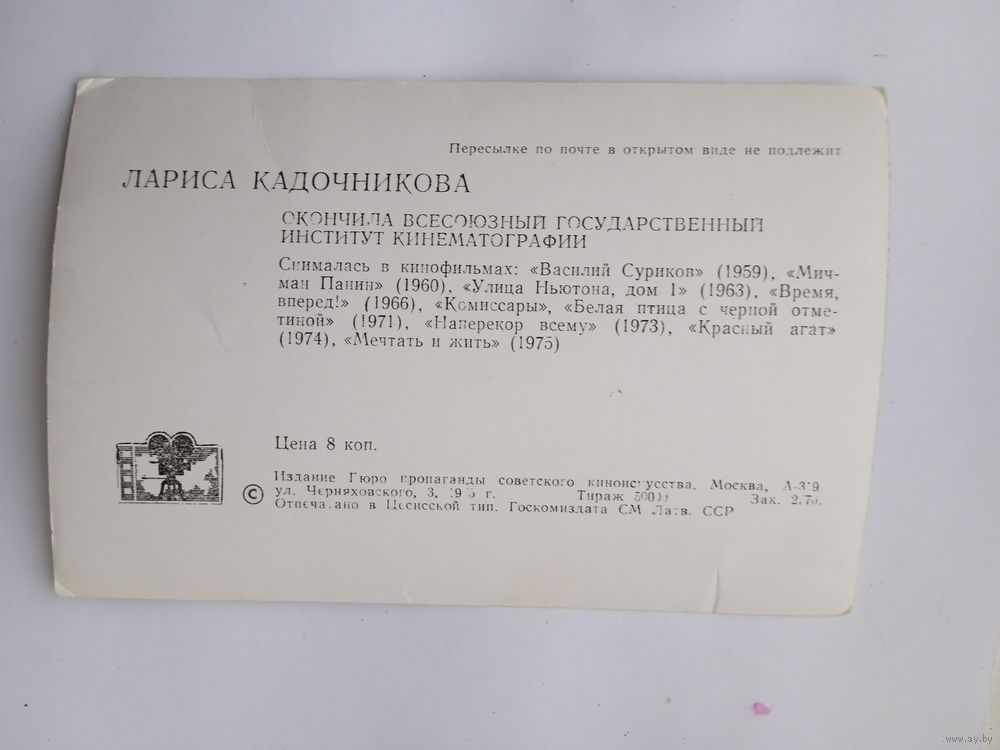 Пересылке по почте в открытом виде не подлежит
ЛАРИСА КАДОЧНИКОВА
ОКОНЧИЛА ВСЕСОЮЗНЫЙ ГОСУДАРСТВЕННЫЙ
ИНСТИТУТ КИНЕМАТОГРАФИИ
Снималась в кинофильмах: «Василий Суриков» (1959), «Мич-
ман Панин» (1960), «Улица Ньютона, дом 1» (1963), «Время,
вперед!» (1966), «Комиссары», «Белая птица с черной отме-
тиной» (1971), «Наперекор всему» (1973), «Красный агат»
(1974), «Мечтать и жить» (1975)
Цена 8 коп.
Издание Бюро пропаганды советского киноискусства. Москва,
© ул. Черняховского, 3, г. Тираж Зак.
Отпечатано в тип. Госкомиздата СМ Латв. ССР
www.ay.by